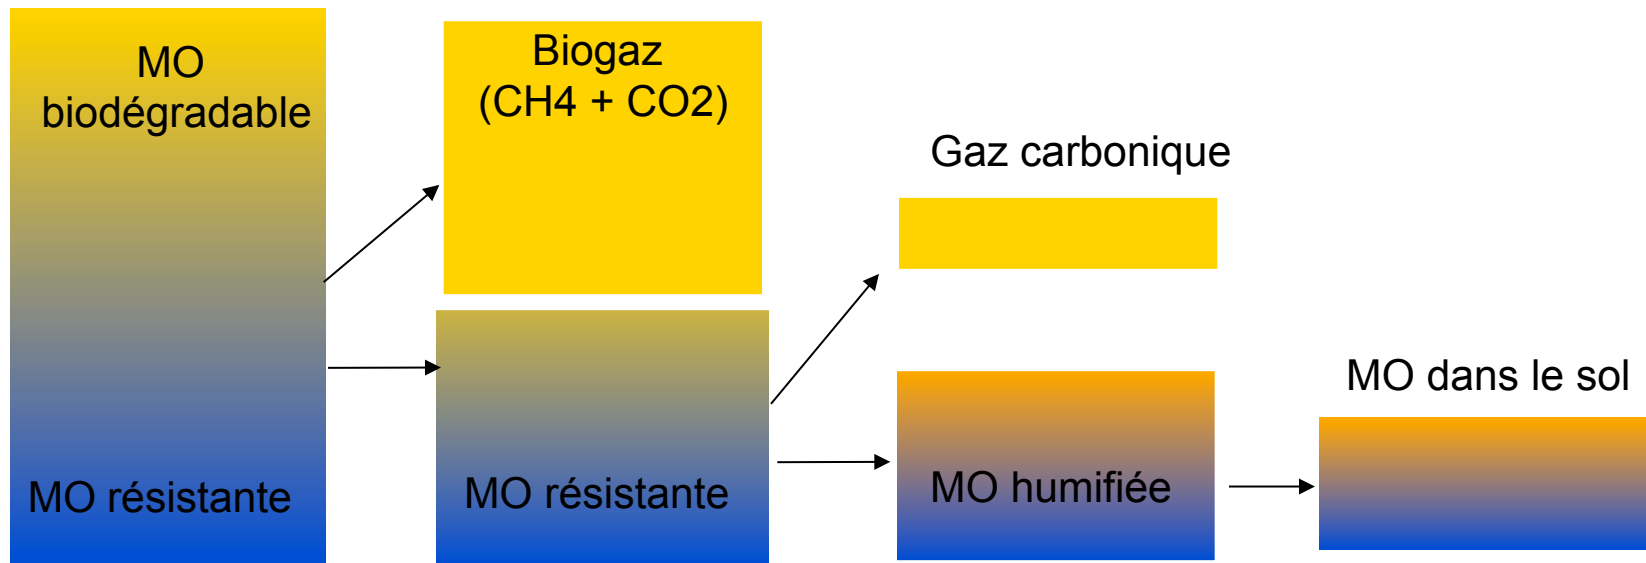 MO
biodégradable
MO résistante
Biogaz
(CH4 + CO2)
MO résistante
Gaz carbonique
MO humifiée
MO dans le sol